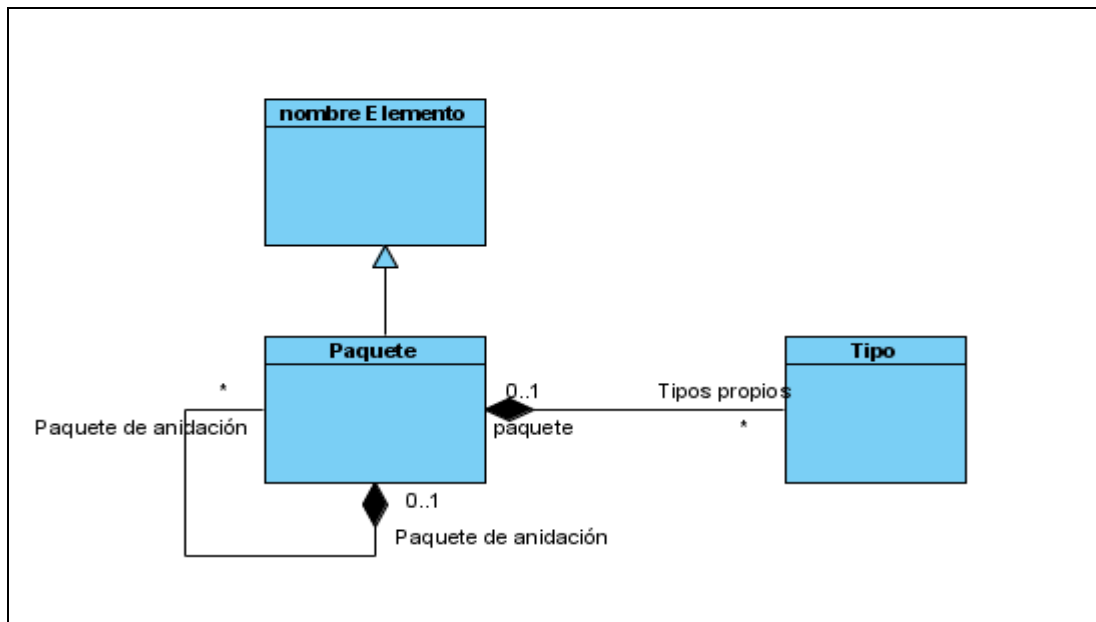 nombre Elemento
Paquete
Tipo
*
0..1
Tipos propios
Paquete de anidación
paquete
*
0..1
Paquete de anidación